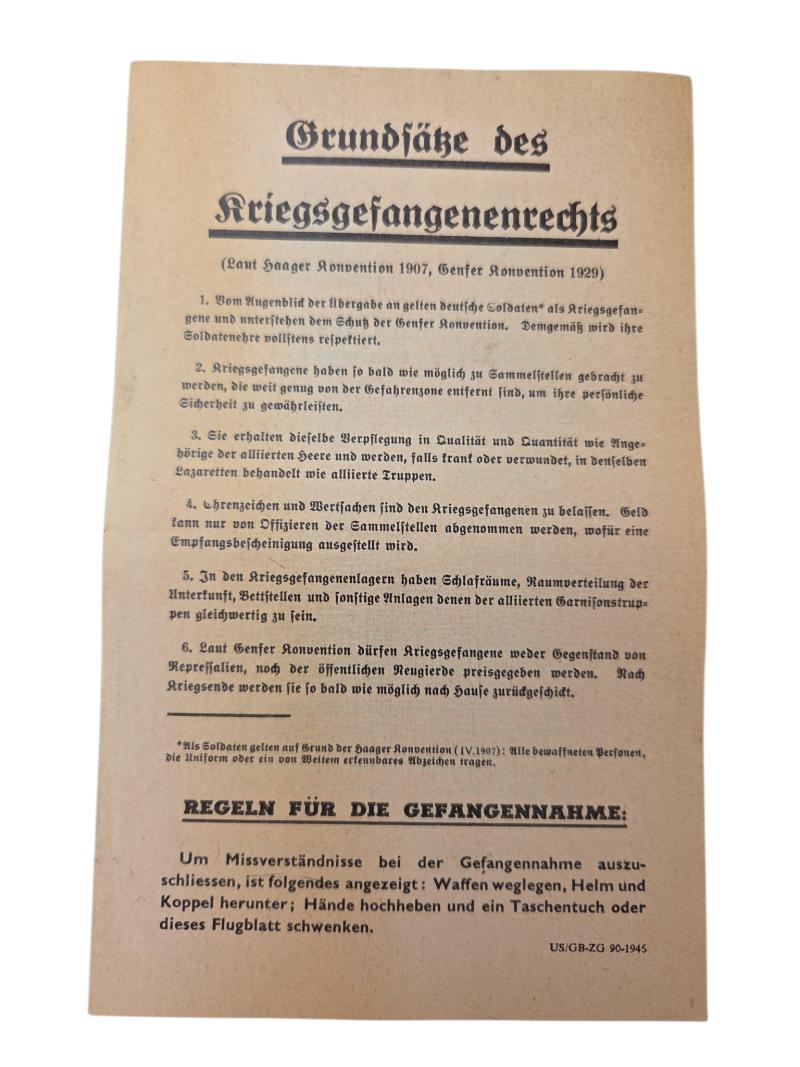 Grundsätze des
Kriegsgefangenenrechts
(Laut Haager Konvention 1907, Genfer Konvention 1929)
1. Vom Augenblick der Übergabe an gelten deutsche Soldaten* als Kriegsgefan-
gene und unterstehen dem Schutz der Genfer Konvention. Demgemäß wird ihre
Soldatenehre vollstens respektiert.
2. Kriegsgefangene haben so bald wie möglich zu Sammelstellen gebracht zu
werden, die weit genug von der Gefahrenzone entfernt sind, um ihre persönliche
Sicherheit zu gewährleisten.
3. Sie erhalten dieselbe Verpflegung in Qualität und Quantität wie Ange-
hörige der alliierten Heere und werden, falls krank oder verwundet, in denselben
Lazaretten behandelt wie alliierte Truppen.
4. Ehrenzeichen und Wertsachen sind den Kriegsgefangenen zu belassen. Geld
kann nur von Offizieren der Sammelstellen abgenommen werden, wofür eine
Empfangsbescheinigung ausgestellt wird.
5. In den Kriegsgefangenenlagern haben Schlafräume, Raumverteilung der
Unterkunft, Bettstellen und sonstige Anlagen denen der alliierten Garnisonstrup-
pen gleichwertig zu sein.
6. Laut Genfer Konvention dürfen Kriegsgefangene weder Gegenstand von
Repressalien, noch der öffentlichen Neugierde preisgegeben werden. Nach
Kriegsende werden sie so bald wie möglich nach Hause zurückgeschickt.
*Als Soldaten gelten auf Grund der Haager Konvention (IV,1907): Alle bewaffneten Personen,
die Uniform oder ein von Weitem erkennbares Abzeichen tragen.
REGELN FÜR DIE GEFANGENNAHME:
Um Missverständnisse bei der Gefangennahme auszu-
schliessen, ist folgendes angezeigt: Waffen weglegen, Helm und
Koppel herunter; Hände hochheben und ein Taschentuch oder
dieses Flugblatt schwenken.
US/GB-ZG 90-1945